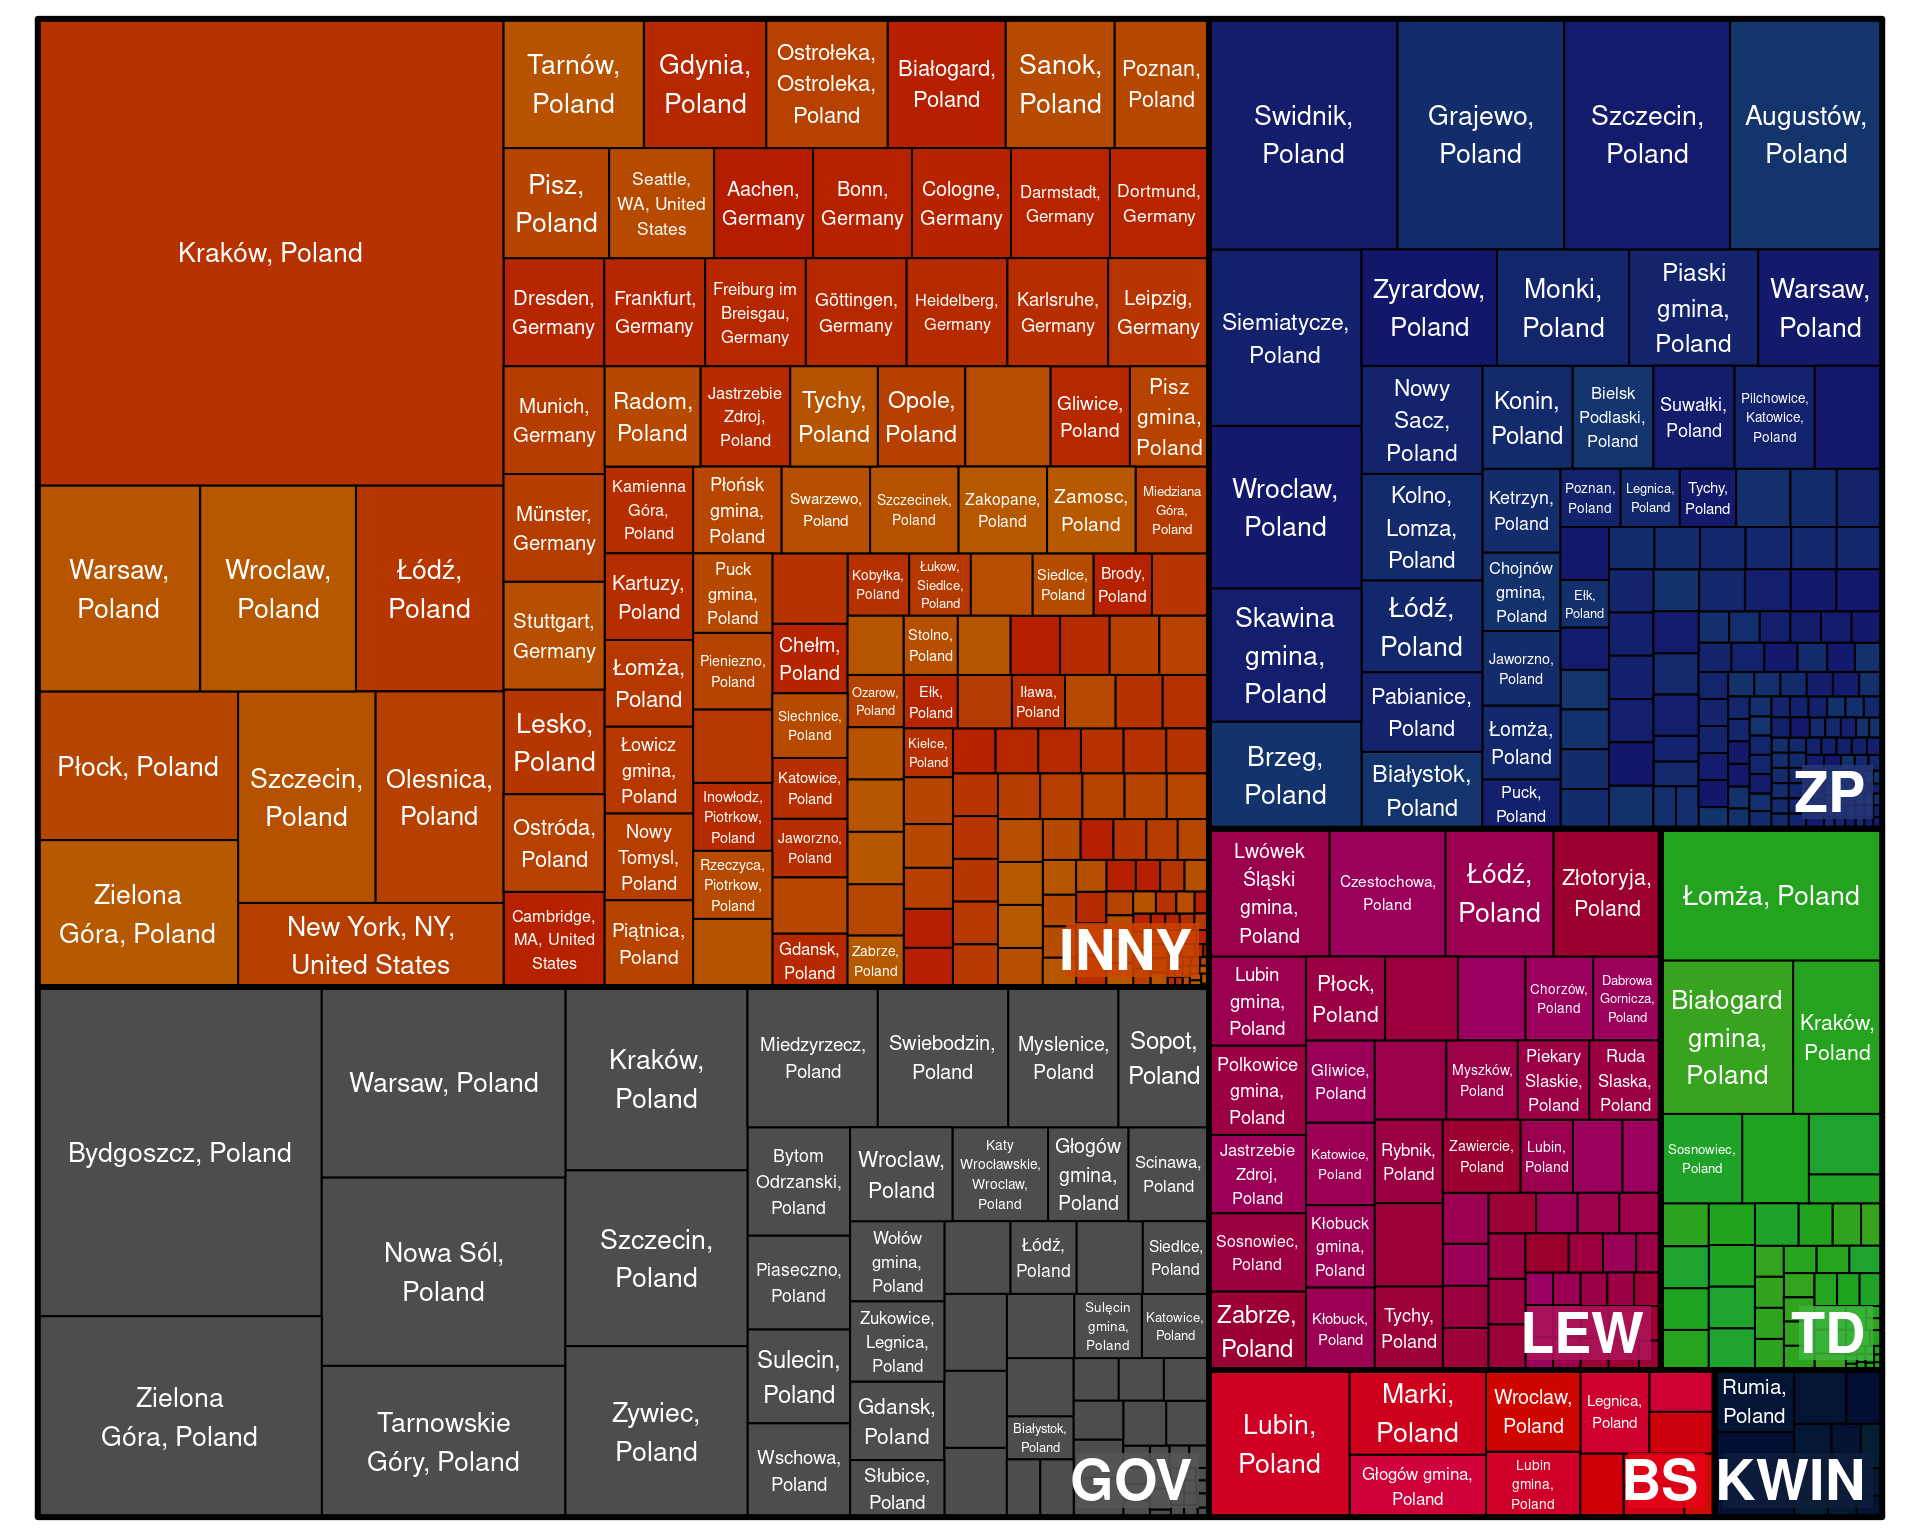 Kraków, Poland
Warsaw,
Poland
Wroclaw,
Poland
Łódź,
Poland
Płock, Poland
Szczecin,
Poland
Olesnica,
Poland
Zielona
Góra, Poland
New York, NY,
United States
Tarnów,
Poland
Gdynia,
Poland
Ostrołeka,
Ostroleka,
Poland
Białogard,
Poland
Sanok,
Poland
Poznan,
Poland
Pisz,
Poland
Seattle,
WA, United
States
Aachen,
Germany
Bonn,
Germany
Cologne,
Germany
Darmstadt,
Germany
Dortmund,
Germany
Dresden,
Germany
Frankfurt,
Germany
Freiburg im
Breisgau,
Germany
Göttingen,
Germany
Heidelberg,
Germany
Karlsruhe,
Germany
Leipzig,
Germany
Munich,
Germany
Münster,
Germany
Stuttgart,
Germany
Lesko,
Poland
Ostróda,
Poland
Cambridge,
MA, United
States
Radom,
Poland
Jastrzebie
Zdroj,
Poland
Tychy,
Poland
Opole,
Poland
Gliwice,
Poland
Pisz
gmina,
Poland
Kamienna
Góra,
Poland
Płońsk
gmina,
Poland
Swarzewo,
Poland
Szczecinek,
Poland
Zakopane,
Poland
Zamosc,
Poland
Miedziana
Góra,
Poland
Kartuzy,
Poland
Łomża,
Poland
Łowicz
gmina,
Poland
Nowy
Tomysl,
Poland
Piątnica,
Poland
Puck
gmina,
Poland
Pieniezno,
Poland
Inowłodz,
Piotrkow,
Poland
Rzeczyca,
Piotrkow,
Poland
Chełm,
Poland
Siechnice,
Poland
Katowice,
Poland
Jaworzno,
Poland
Gdansk,
Poland
Kobyłka,
Poland
Łukow,
Siedlce,
Poland
Siedlce,
Poland
Brody,
Poland
Stolno,
Poland
Ozarow,
Poland
Ełk,
Poland
Iława,
Poland
Kielce,
Poland
Zabrze,
Poland
INNY
Swidnik,
Poland
Grajewo,
Poland
Szczecin,
Poland
Augustów,
Poland
Siemiatycze,
Poland
Wroclaw,
Poland
Skawina
gmina,
Poland
Brzeg,
Poland
Zyrardow,
Poland
Monki,
Poland
Piaski
gmina,
Poland
Warsaw,
Poland
Nowy
Sacz,
Poland
Kolno,
Lomza,
Poland
Łódź,
Poland
Pabianice,
Poland
Białystok,
Poland
Konin,
Poland
Bielsk
Podlaski,
Poland
Suwałki,
Poland
Pilchowice,
Katowice,
Poland
Ketrzyn,
Poland
Chojnów
gmina,
Poland
Jaworzno,
Poland
Łomża,
Poland
Puck,
Poland
Poznan,
Poland
Legnica,
Poland
Tychy,
Poland
Ełk,
Poland
ZP
Bydgoszcz, Poland
Zielona
Góra, Poland
Warsaw, Poland
Nowa Sól,
Poland
Tarnowskie
Góry, Poland
Kraków,
Poland
Szczecin,
Poland
Zywiec,
Poland
Miedzyrzecz,
Poland
Swiebodzin,
Poland
Myslenice,
Poland
Sopot,
Poland
Bytom
Odrzanski,
Poland
Piaseczno,
Poland
Sulecin,
Poland
Wschowa,
Poland
Wroclaw,
Poland
Katy
Wrocławskie,
Wroclaw,
Poland
Głogów
gmina,
Poland
Scinawa,
Poland
Wołów
gmina,
Poland
Zukowice,
Legnica,
Poland
Gdansk,
Poland
Słubice,
Poland
Łódź,
Poland
Siedlce,
Poland
Sulęcin
gmina,
Poland
Katowice,
Poland
Białystok,
Poland
GOV
Lwówek
Śląski
gmina,
Poland
Czestochowa,
Poland
Łódź,
Poland
Złotoryja,
Poland
Lubin
gmina,
Poland
Polkowice
gmina,
Poland
Jastrzebie
Zdroj,
Poland
Sosnowiec,
Poland
Zabrze,
Poland
Płock,
Poland
Chorzów,
Poland
Dabrowa
Gornicza,
Poland
Gliwice,
Poland
Katowice,
Poland
Kłobuck
gmina,
Poland
Kłobuck,
Poland
Myszków,
Poland
Piekary
Slaskie,
Poland
Ruda
Slaska,
Poland
Rybnik,
Poland
Zawiercie,
Poland
Lubin,
Poland
Tychy,
Poland
LEW
Łomża, Poland
Białogard
gmina,
Poland
Kraków,
Poland
Sosnowiec,
Poland
TD
Lubin,
Poland
Marki,
Poland
Głogów gmina,
Poland
Wroclaw,
Poland
Lubin
gmina,
Poland
Legnica,
Poland
BS
Rumia,
Poland
KWIN